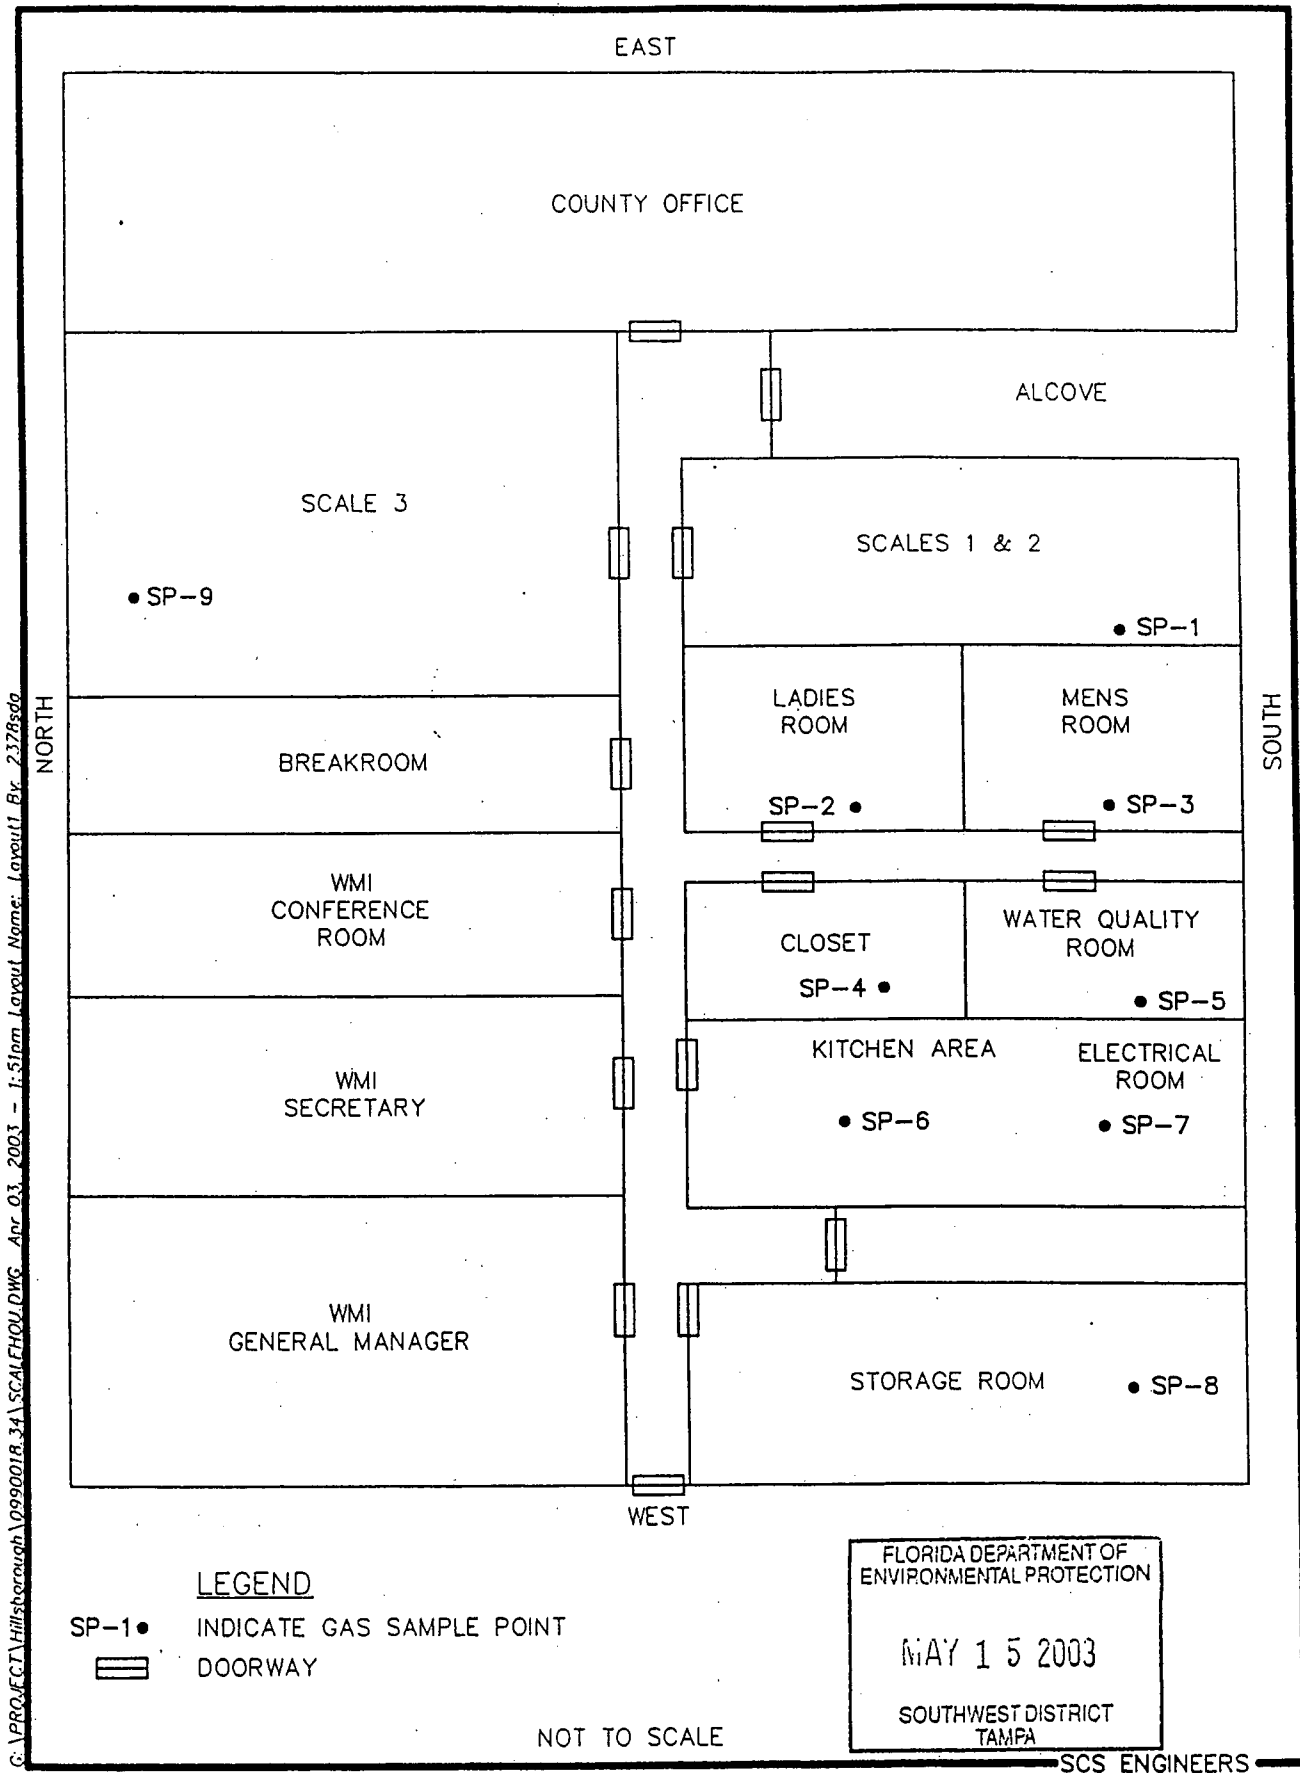 EAST
COUNTY OFFICE
ALCOVE
SCALE 3
SCALES 1 & 2
SP-9
SP-1
NORTH
SOUTH
LADIES
ROOM
MENS
ROOM
BREAKROOM
SP-2
SP-3
WMI
CONFERENCE
ROOM
CLOSET
WATER QUALITY
ROOM
SP-4
SP-5
KITCHEN AREA
ELECTRICAL
ROOM
WMI
SECRETARY
SP-6
SP-7
WMI
GENERAL MANAGER
STORAGE ROOM
SP-8
WEST
LEGEND
SP-1
INDICATE GAS SAMPLE POINT
DOORWAY
NOT TO SCALE
FLORIDA DEPARTMENT OF
ENVIRONMENTAL PROTECTION
MAY 15 2003
SOUTHWEST DISTRICT
TAMPA
SCS ENGINEERS
G:\PROJECT\Hillsborough\0990018.34\SCALEHOU.DWG Apr 03, 2003 - 1:51pm Layout Name: Layout1 By: 2378sdo